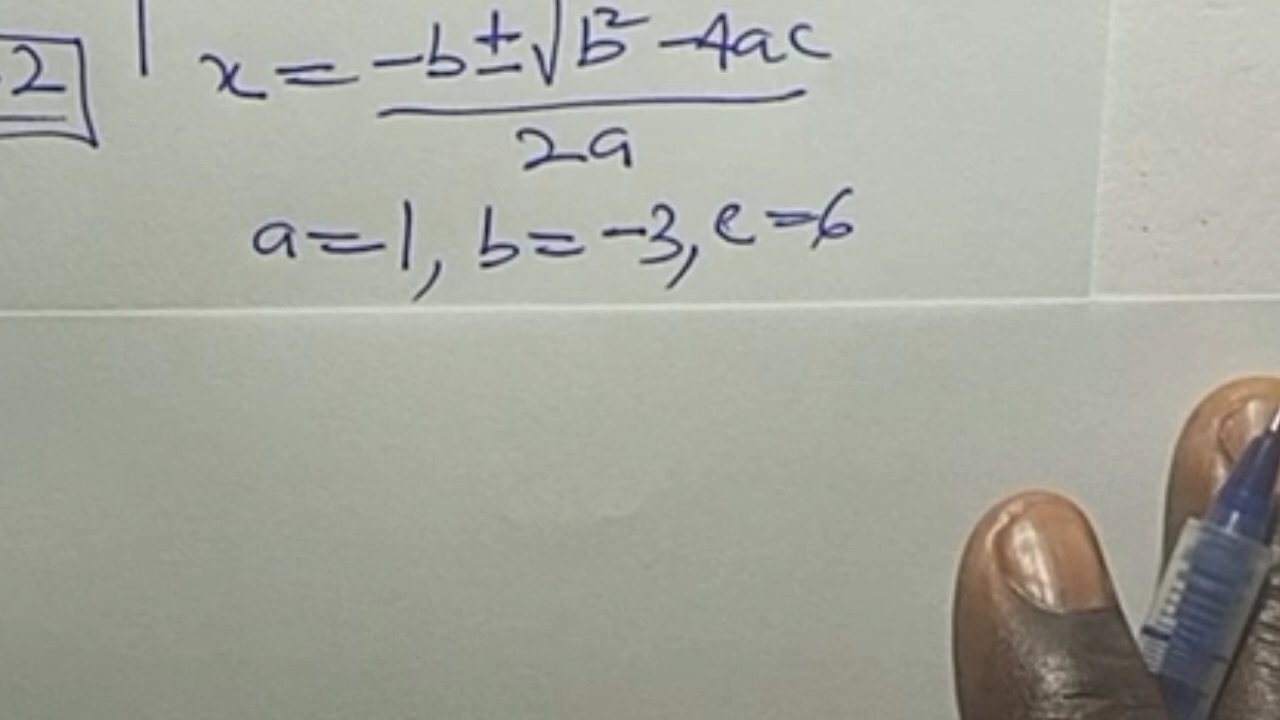 -2 | x = -b ± √b² - 4ac
2a
a = 1, b = -3, c = 6